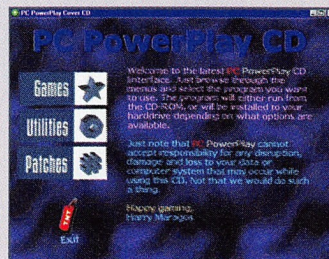 PC PowerPlay Cover CD
PC PowerPlay CD
Games
Utilities
Patches
Welcome to the latest PC PowerPlay CD
Interface. Just browse through the
menus and select the program you want
to use. The program will either run from
the CD-ROM, or will be installed to your
harddrive depending on what options are
available.
Just note that PC PowerPlay cannot
accept responsibility for any disruption,
damage and loss to your data or
computer system that may occur while
using this CD. Not that we would do such
a thing.
Happy gaming,
Harry Maragos
TNT
Exit